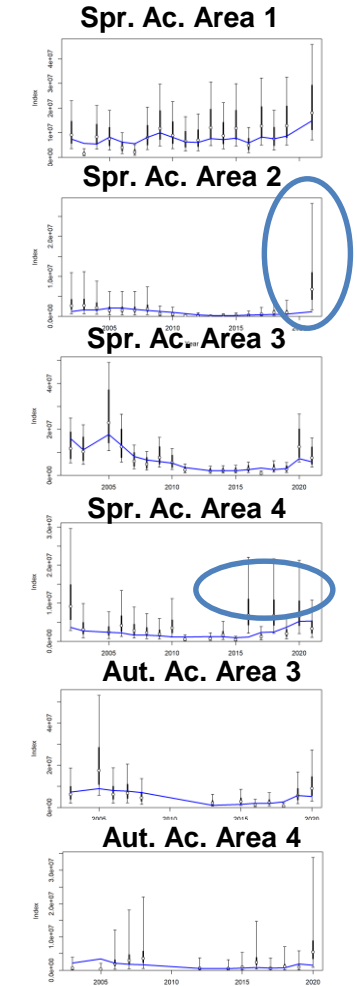 Spr. Ac. Area 1
Index
0e+00 1e+07 2e+07 3e+07 4e+07
Spr. Ac. Area 2
Index
0.0e+00 1.0e+07 2.0e+07
2005 2010 2015 2020
Year
Spr. Ac. Area 3
Index
0e+00 2e+07 4e+07
2005 2010 2015 2020
Spr. Ac. Area 4
Index
0.0e+00 1.0e+07 2.0e+07 3.0e+07
2005 2010 2015 2020
Aut. Ac. Area 3
Index
0e+00 2e+07 4e+07
2005 2010 2015 2020
Aut. Ac. Area 4
Index
0.0e+00 1.0e+07 2.0e+07 3.0e+07
2005 2010 2015 2020